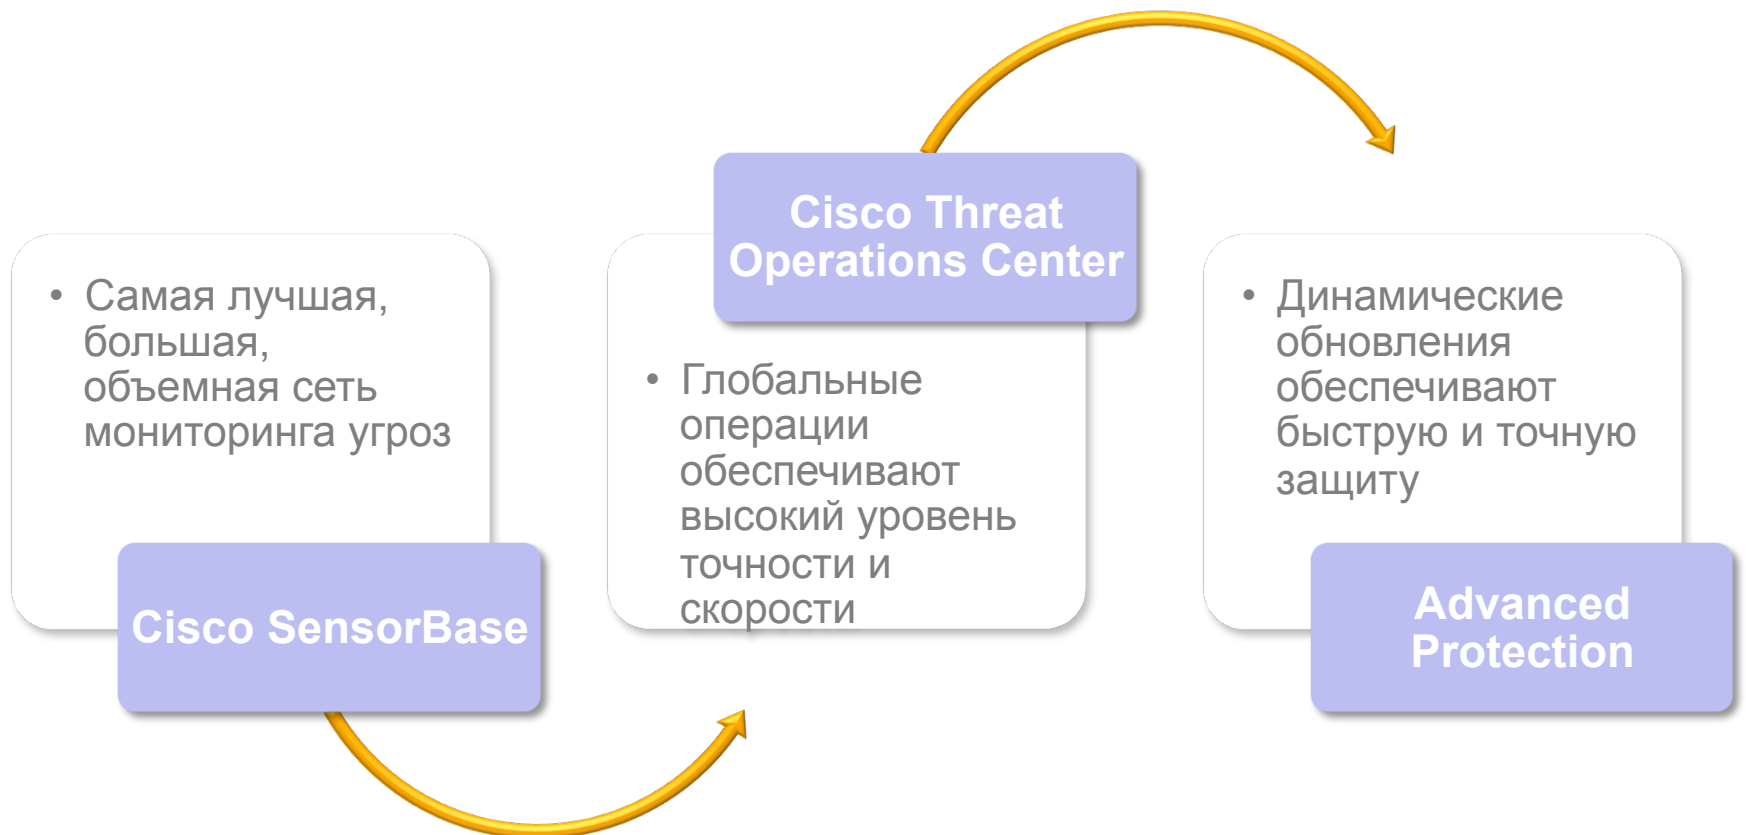 • Самая лучшая,
большая,
объемная сеть
мониторинга угроз
Cisco SensorBase
Cisco Threat
Operations Center
• Глобальные
операции
обеспечивают
высокий уровень
точности и
скорости
• Динамические
обновления
обеспечивают
быструю и точную
защиту
Advanced
Protection